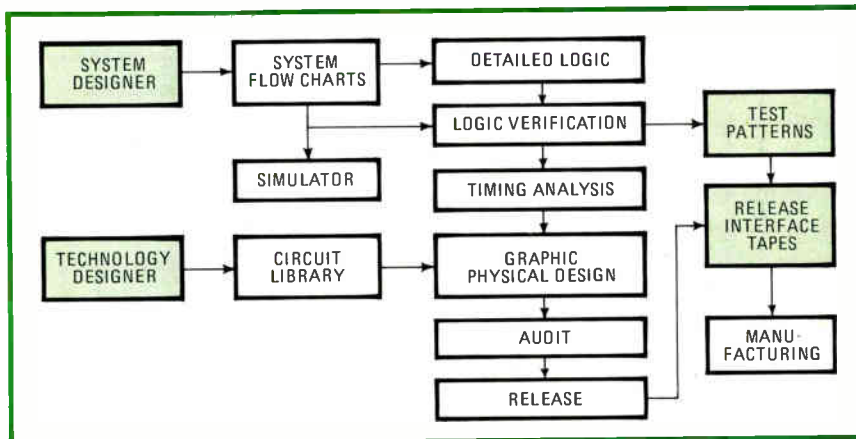 SYSTEM
DESIGNER
SYSTEM
FLOW CHARTS
DETAILED LOGIC
LOGIC VERIFICATION
TEST
PATTERNS
SIMULATOR
TIMING ANALYSIS
RELEASE
INTERFACE
TAPES
TECHNOLOGY
DESIGNER
CIRCUIT
LIBRARY
GRAPHIC
PHYSICAL DESIGN
AUDIT
MANU-
FACTURING
RELEASE